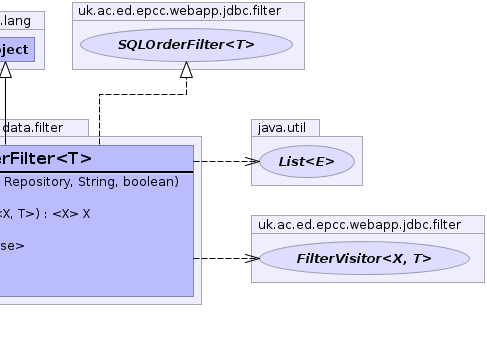 .lang
bject
uk.ac.ed.epcc.webapp.jdbc.filter
SQLOrderFilter<T>
data.filter
erFilter<T>
Repository, String, boolean)
<X, T>) : <X> X
se>
java.util
List<E>
uk.ac.ed.epcc.webapp.jdbc.filter
FilterVisitor<X, T>